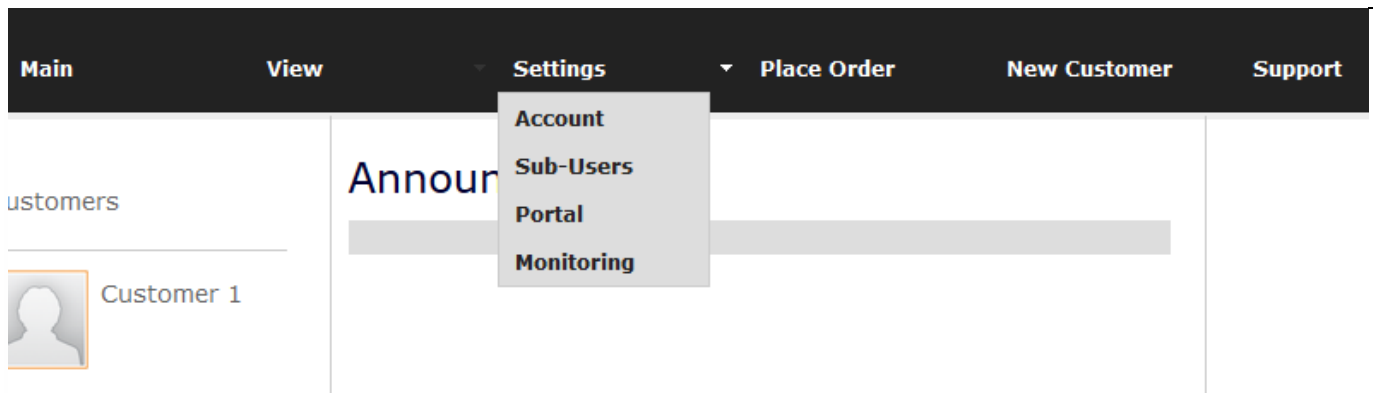 Main View Settings Place Order New Customer Support
Account
Sub-Users
Portal
Monitoring
Announ
ustomers
Customer 1